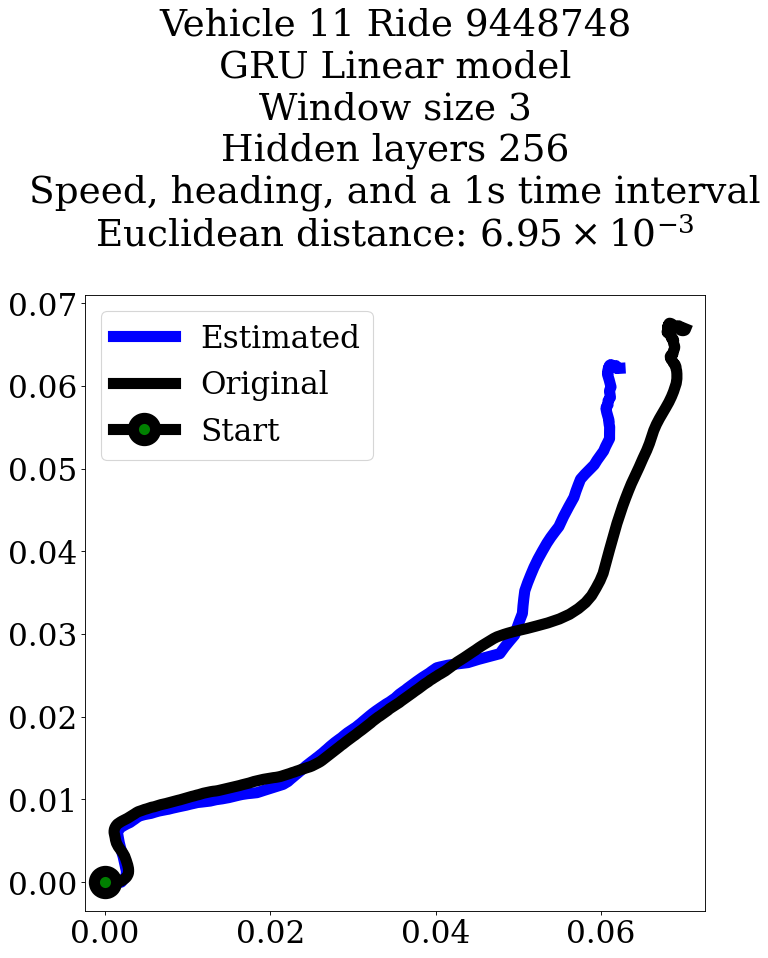 Vehicle 11 Ride 9448748
GRU Linear model
Window size 3
Hidden layers 256
Speed, heading, and a 1s time interval
Euclidean distance: 6.95 × 10⁻³
0.07
Estimated
0.06
Original
Start
0.05
0.04
0.03
0.02
0.01
0.00
0.00 0.02 0.04 0.06